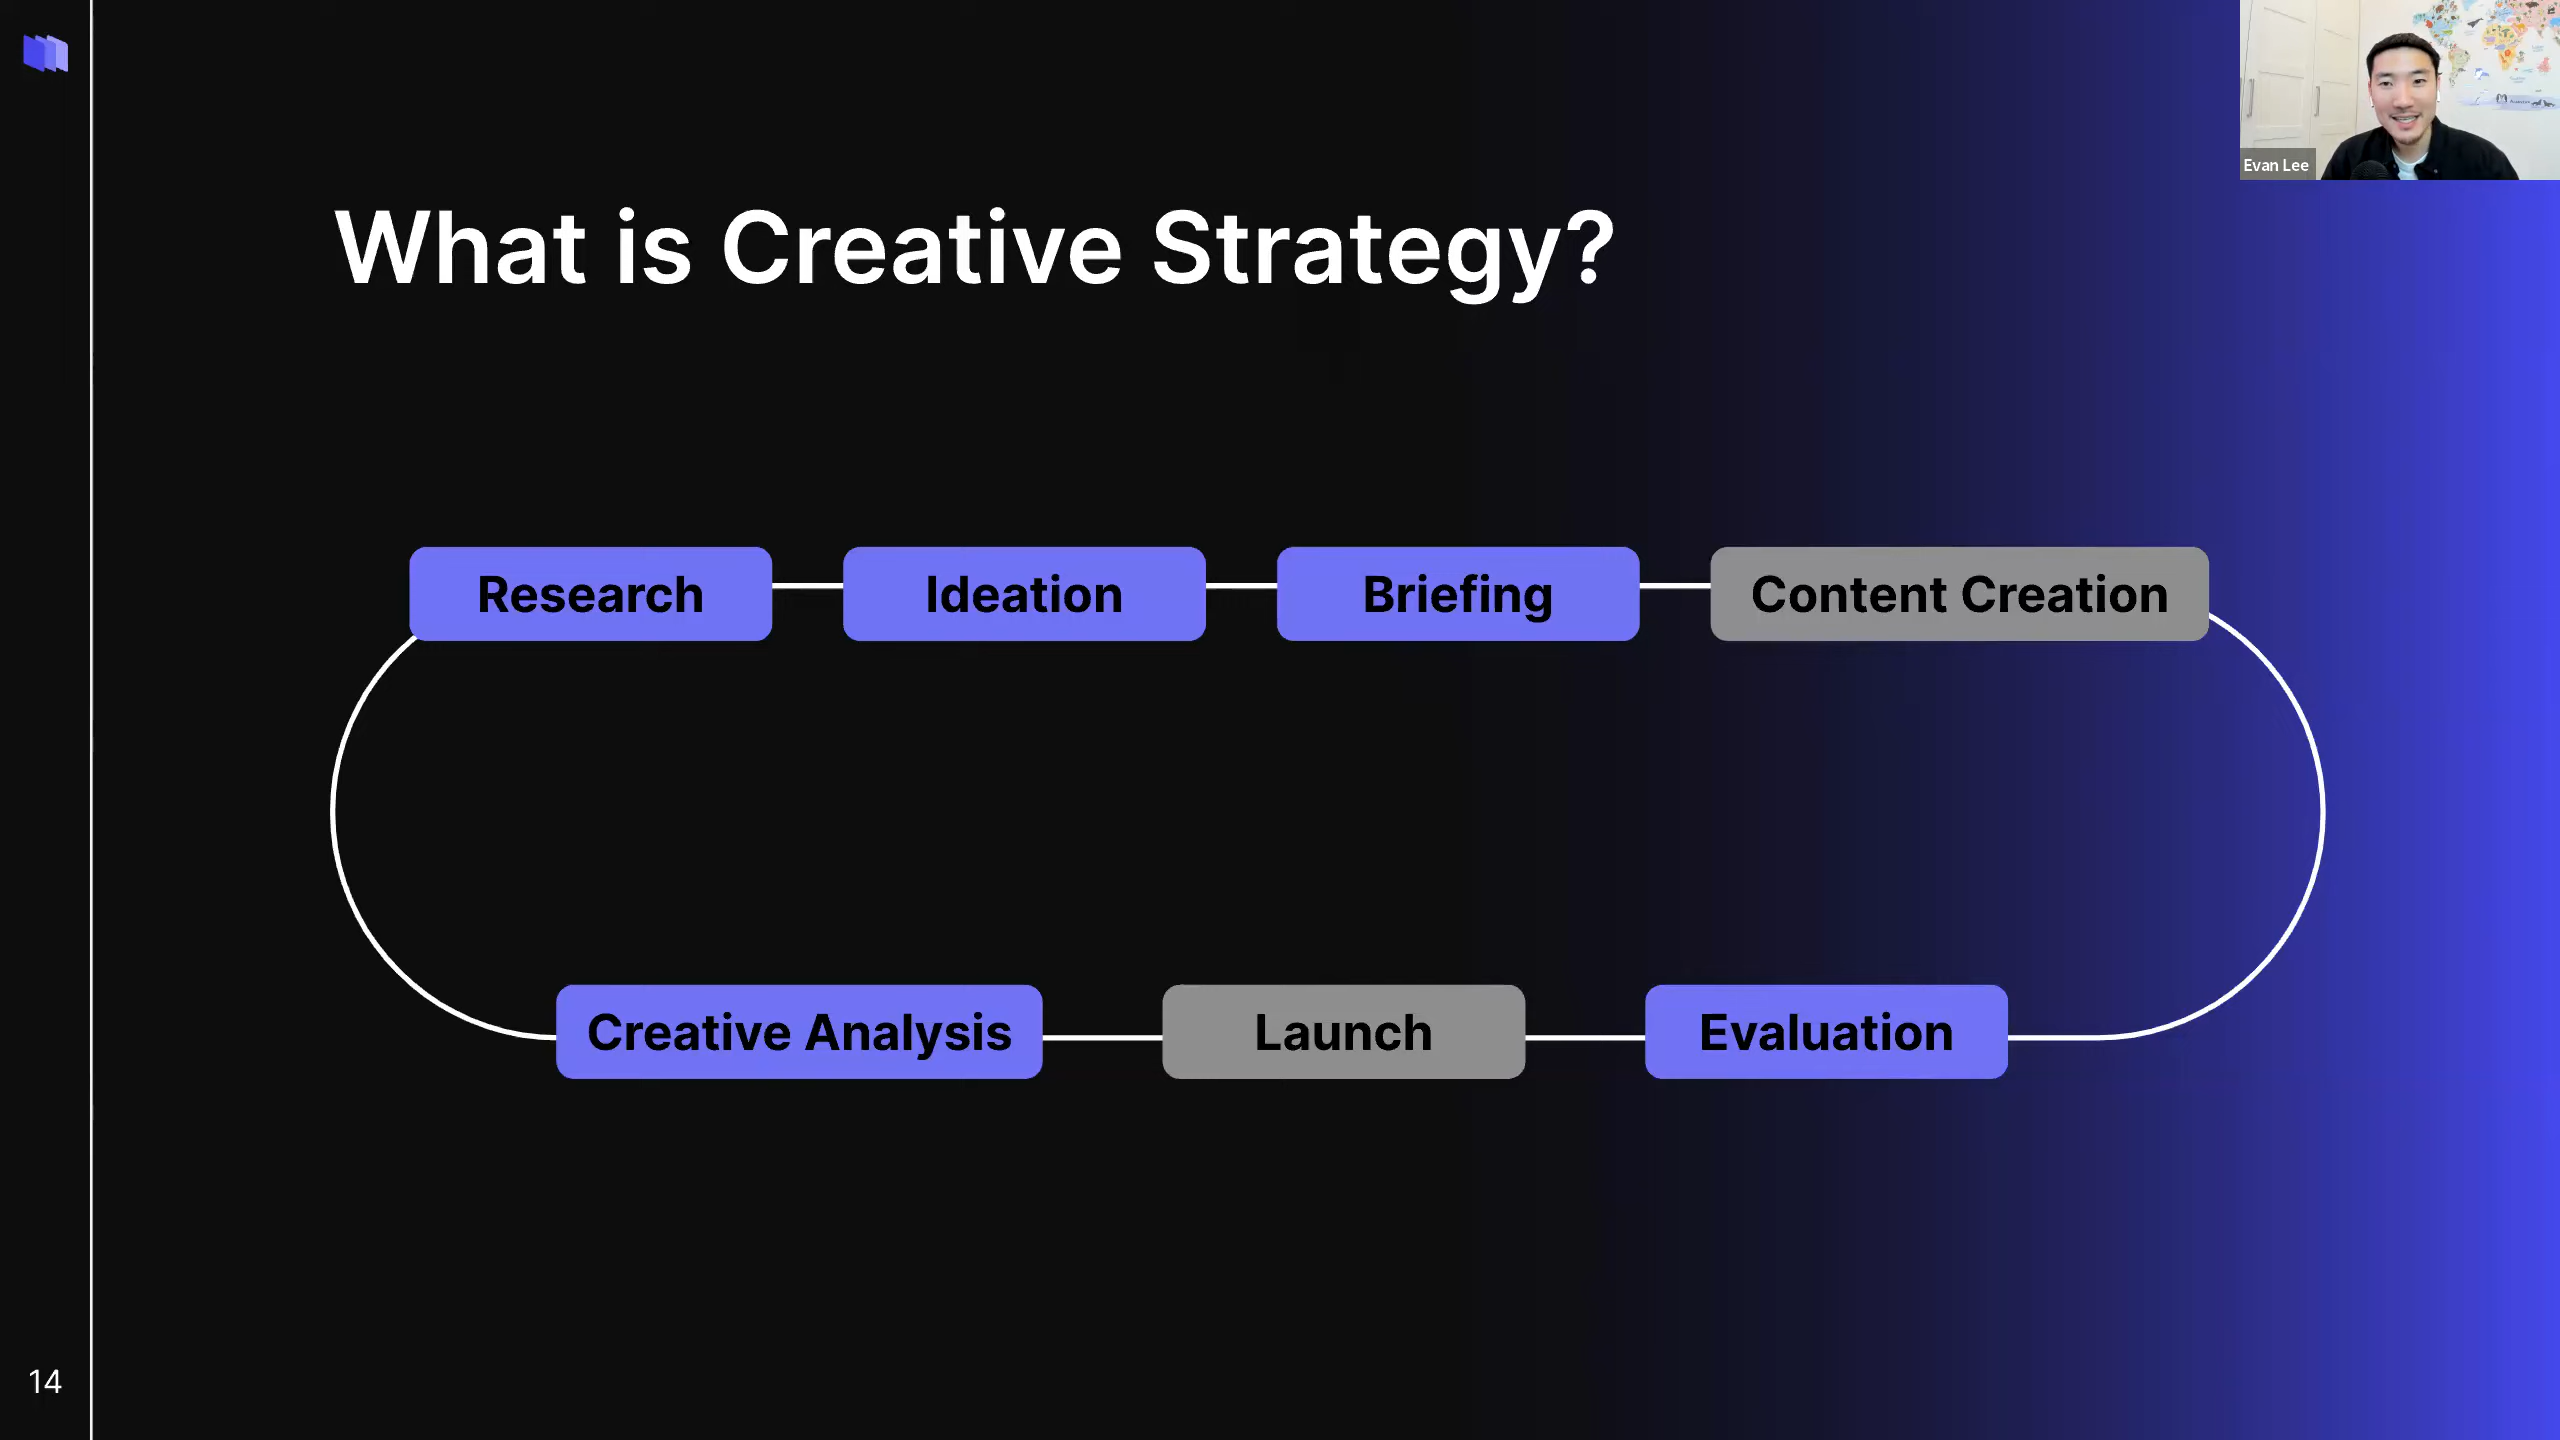 Evan Lee
What is Creative Strategy?
Research
Ideation
Briefing
Content Creation
Creative Analysis
Launch
Evaluation
14